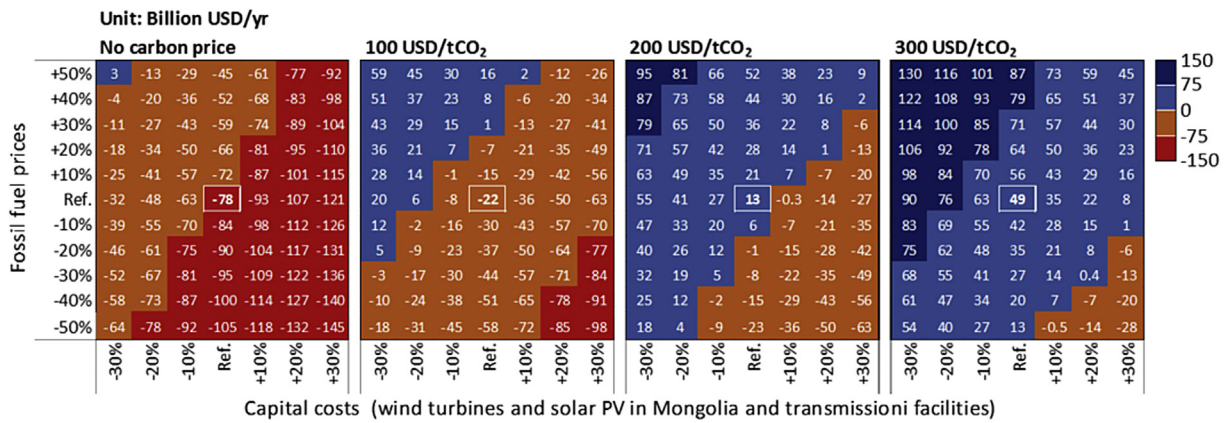 Unit: Billion USD/yr
No carbon price 100 USD/tCO₂ 200 USD/tCO₂ 300 USD/tCO₂
Fossil fuel prices
+50% 3 -13 -29 -45 -61 -77 -92 59 45 30 16 2 -12 -26 95 81 66 52 38 23 9 130 116 101 87 73 59 45
+40% -4 -20 -36 -52 -68 -83 -98 51 37 23 8 -6 -20 -34 87 73 58 44 30 16 2 122 108 93 79 65 51 37
+30% -11 -27 -43 -59 -74 -89 -104 43 29 15 1 -13 -27 -41 79 65 50 36 22 8 -6 114 100 85 71 57 44 30
+20% -18 -34 -50 -66 -81 -95 -110 36 21 7 -7 -21 -35 -49 71 57 42 28 14 1 -13 106 92 78 64 50 36 23
+10% -25 -41 -57 -72 -87 -101 -115 28 14 -1 -15 -29 -42 -56 63 49 35 21 7 -7 -20 98 84 70 56 43 29 16
Ref. -32 -48 -63 -78 -93 -107 -121 20 6 -8 -22 -36 -50 -63 55 41 27 13 -0.3 -14 -27 90 76 63 49 35 22 8
-10% -39 -55 -70 -84 -98 -112 -126 13 -2 -16 -30 -43 -57 -70 47 33 20 6 -7 -21 -35 83 69 55 42 28 15 1
-20% -46 -61 -75 -90 -104 -117 -131 5 -9 -23 -37 -50 -64 -77 40 26 12 -1 -15 -28 -42 75 62 48 35 21 8 -6
-30% -52 -67 -81 -95 -109 -122 -136 -3 -17 -30 -44 -57 -71 -84 32 19 5 -8 -22 -35 -49 68 55 41 27 14 0.4 -13
-40% -58 -73 -87 -100 -114 -127 -140 -10 -24 -38 -51 -65 -78 -91 25 12 -2 -15 -29 -43 -56 61 47 34 20 7 -7 -20
-50% -64 -78 -92 -105 -118 -132 -145 -18 -31 -45 -58 -72 -85 -98 18 4 -9 -23 -36 -50 -63 54 40 27 13 -0.5 -14 -28
-30% -20% -10% Ref. +10% +20% +30% -30% -20% -10% Ref. +10% +20% +30% -30% -20% -10% Ref. +10% +20% +30% -30% -20% -10% Ref. +10% +20% +30%
Capital costs (wind turbines and solar PV in Mongolia and transmissioni facilities)
150
75
0
-75
-150